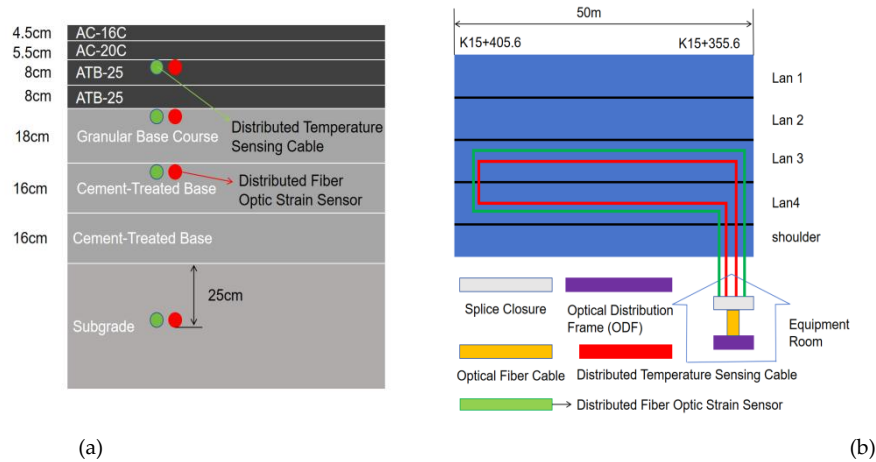 4.5cm
AC-16C
5.5cm
AC-20C
8cm
ATB-25
8cm
ATB-25
18cm
Granular Base Course
16cm
Cement-Treated Base
16cm
Cement-Treated Base
25cm
Subgrade
Distributed Temperature
Sensing Cable
Distributed Fiber
Optic Strain Sensor
(a)
50m
K15+405.6
K15+355.6
Lan 1
Lan 2
Lan 3
Lan4
shoulder
Splice Closure
Optical Distribution
Frame (ODF)
Equipment
Room
Optical Fiber Cable
Distributed Temperature Sensing Cable
Distributed Fiber Optic Strain Sensor
(b)